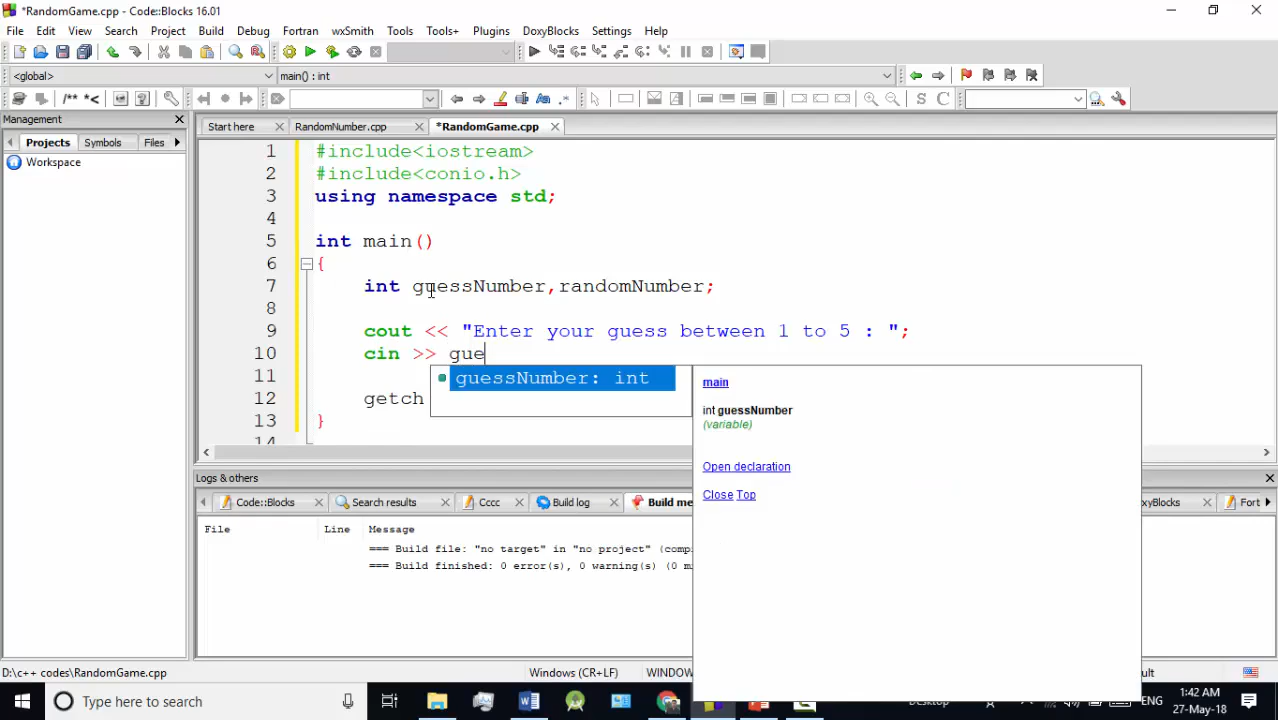 *RandomGame.cpp - Code::Blocks 16.01
File Edit View Search Project Build Debug Fortran wxSmith Tools Tools+ Plugins DoxyBlocks Settings Help
<global> main() : int
/** *< .* S C
Management
Projects Symbols Files
Workspace
Start here RandomNumber.cpp *RandomGame.cpp
1 #include<iostream>
2 #include<conio.h>
3 using namespace std;
4
5 int main()
6 {
7 int guessNumber,randomNumber;
8
9 cout << "Enter your guess between 1 to 5 : ";
10 cin >> gue
11 guessNumber: int
12 getch
13 }
14
main
int guessNumber
(variable)
Open declaration
Close Top
Logs & others
Code::Blocks Search results Cccc Build log Build me xyBlocks Fort
File Line Message
=== Build file: "no target" in "no project" (comp
=== Build finished: 0 error(s), 0 warning(s) (0 m
D:\c++ codes\RandomGame.cpp Windows (CR+LF) WINDOW ult
Type here to search Desktop ENG 1:42 AM
27-May-18